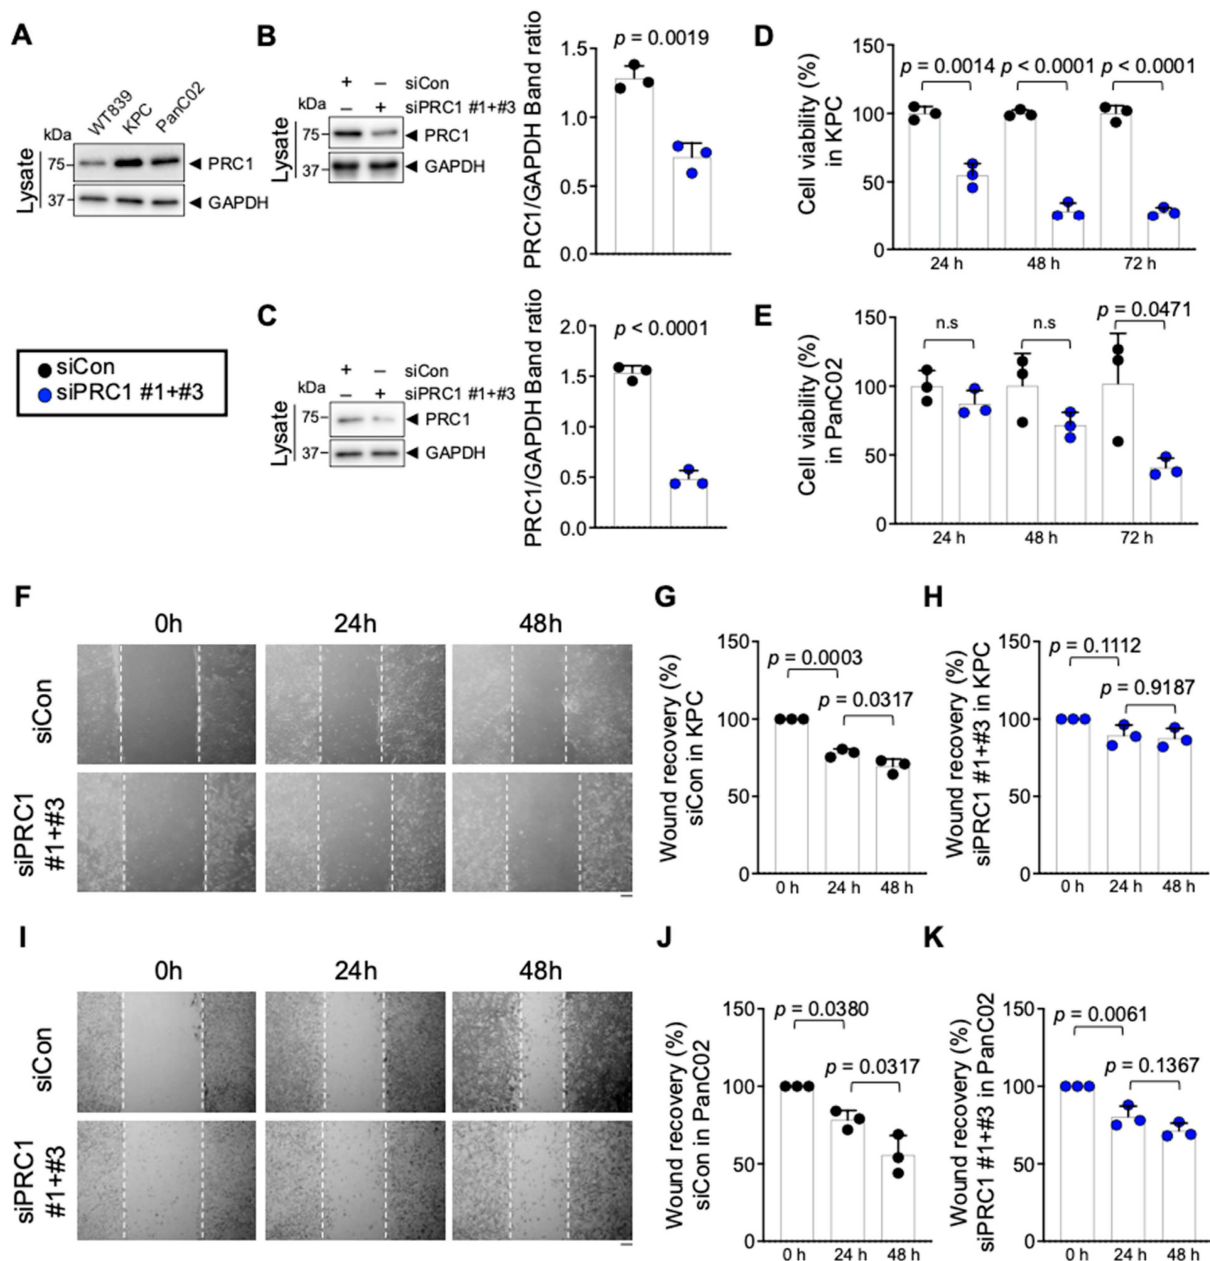 A
WT839
KPC
PanC02
kDa
75
37
Lysate
PRC1
GAPDH
B
+ − siCon
− + siPRC1 #1+#3
kDa
75
37
Lysate
PRC1
GAPDH
PRC1/GAPDH Band ratio
p = 0.0019
1.5
1.0
0.5
0.0
D
Cell viability (%)
in KPC
150
100
50
0
p = 0.0014
p < 0.0001
p < 0.0001
24 h
48 h
72 h
siCon
siPRC1 #1+#3
C
+ − siCon
− + siPRC1 #1+#3
kDa
75
37
Lysate
PRC1
GAPDH
PRC1/GAPDH Band ratio
p < 0.0001
2.0
1.5
1.0
0.5
0.0
E
Cell viability (%)
in PanC02
150
100
50
0
n.s
n.s
p = 0.0471
24 h
48 h
72 h
F
0h
24h
48h
siCon
siPRC1
#1+#3
G
Wound recovery (%)
siCon in KPC
150
100
50
0
p = 0.0003
p = 0.0317
0 h
24 h
48 h
H
Wound recovery (%)
siPRC1 #1+#3 in KPC
150
100
50
0
p = 0.1112
p = 0.9187
0 h
24 h
48 h
I
0h
24h
48h
siCon
siPRC1
#1+#3
J
Wound recovery (%)
siCon in PanC02
150
100
50
0
p = 0.0380
p = 0.0317
0 h
24 h
48 h
K
Wound recovery (%)
siPRC1 #1+#3 in PanC02
150
100
50
0
p = 0.0061
p = 0.1367
0 h
24 h
48 h